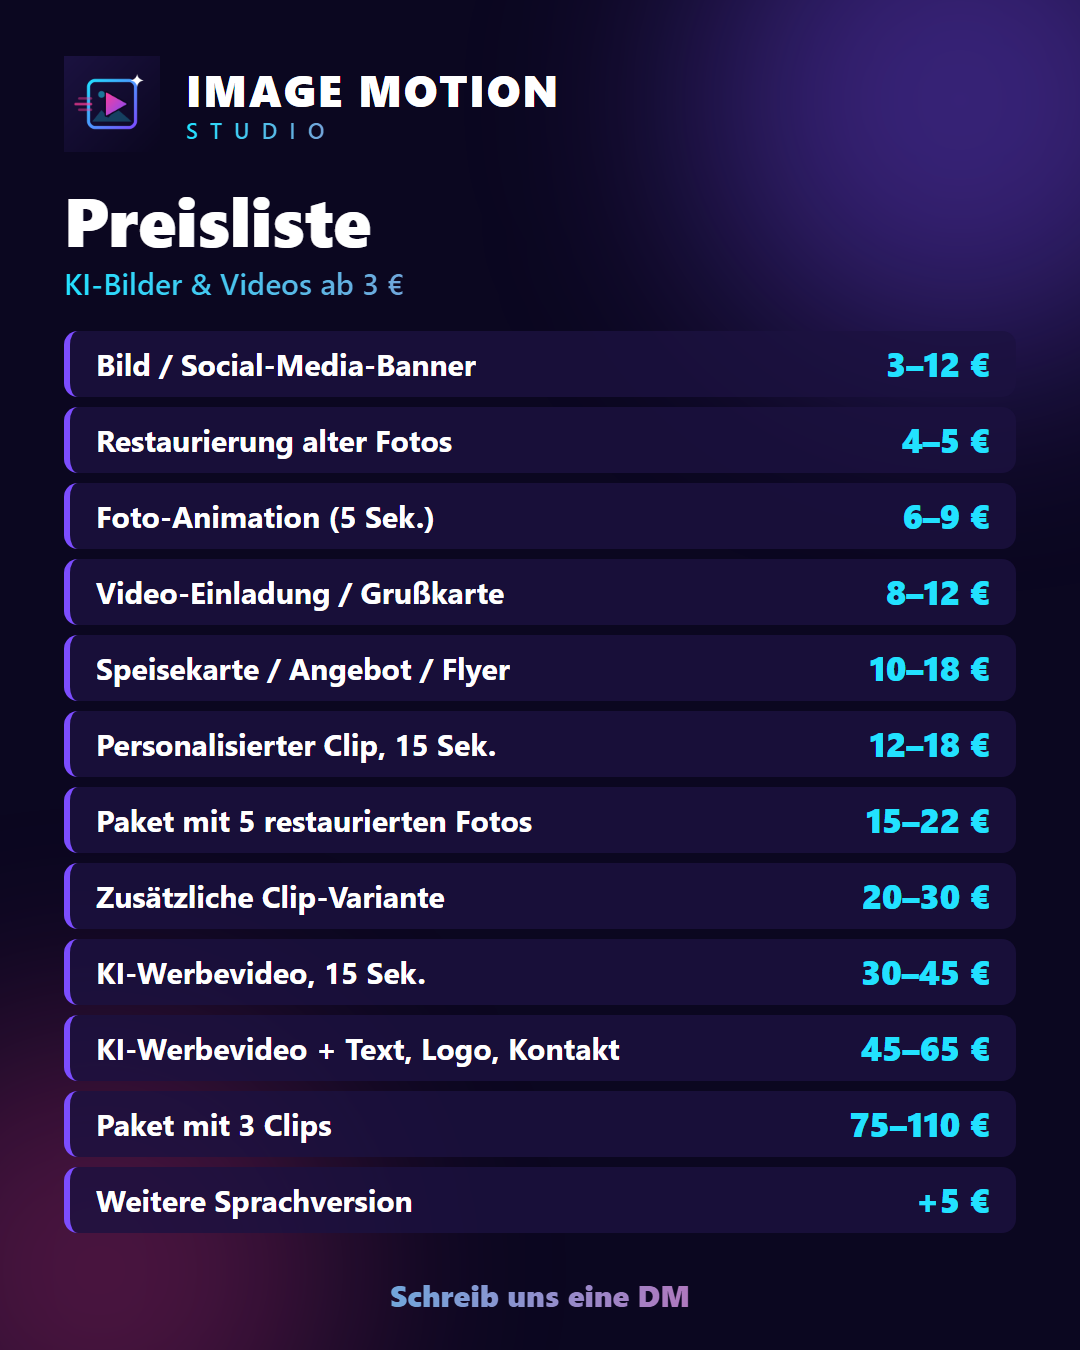 IMAGE MOTION
STUDIO
Preisliste
KI-Bilder & Videos ab 3 €
Bild / Social-Media-Banner 3–12 €
Restaurierung alter Fotos 4–5 €
Foto-Animation (5 Sek.) 6–9 €
Video-Einladung / Grußkarte 8–12 €
Speisekarte / Angebot / Flyer 10–18 €
Personalisierter Clip, 15 Sek. 12–18 €
Paket mit 5 restaurierten Fotos 15–22 €
Zusätzliche Clip-Variante 20–30 €
KI-Werbevideo, 15 Sek. 30–45 €
KI-Werbevideo + Text, Logo, Kontakt 45–65 €
Paket mit 3 Clips 75–110 €
Weitere Sprachversion +5 €
Schreib uns eine DM